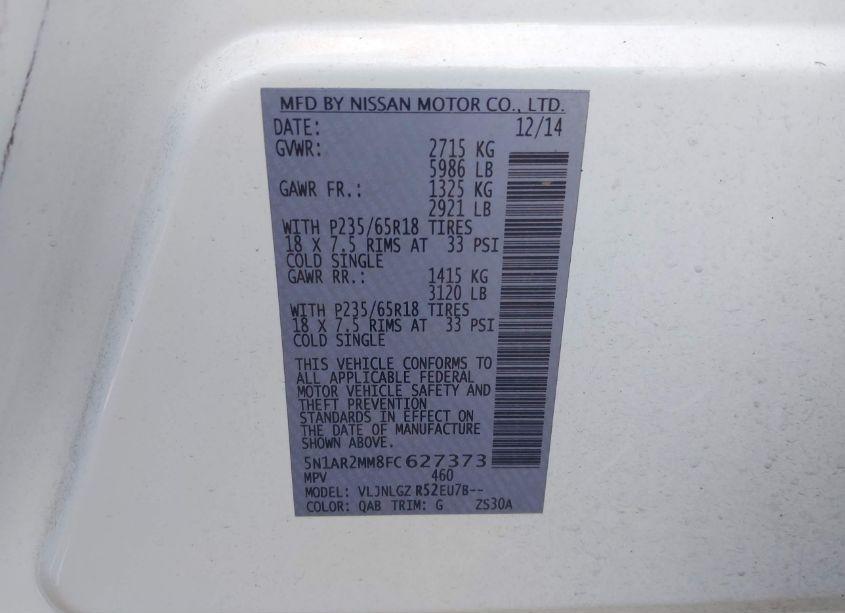 MFD BY NISSAN MOTOR CO., LTD.
DATE: 12/14
GVWR: 2715 KG
5986 LB
GAWR FR.: 1325 KG
2921 LB
WITH P235/65R18 TIRES
18 X 7.5 RIMS AT 33 PSI
COLD SINGLE
GAWR RR.: 1415 KG
3120 LB
WITH P235/65R18 TIRES
18 X 7.5 RIMS AT 33 PSI
COLD SINGLE
THIS VEHICLE CONFORMS TO
ALL APPLICABLE FEDERAL
MOTOR VEHICLE SAFETY AND
THEFT PREVENTION
STANDARDS IN EFFECT ON
THE DATE OF MANUFACTURE
SHOWN ABOVE.
5N1AR2MM8FC627373
MPV 460
MODEL: VLJNLGZ R52EU7B--
COLOR: QAB TRIM: G ZS30A